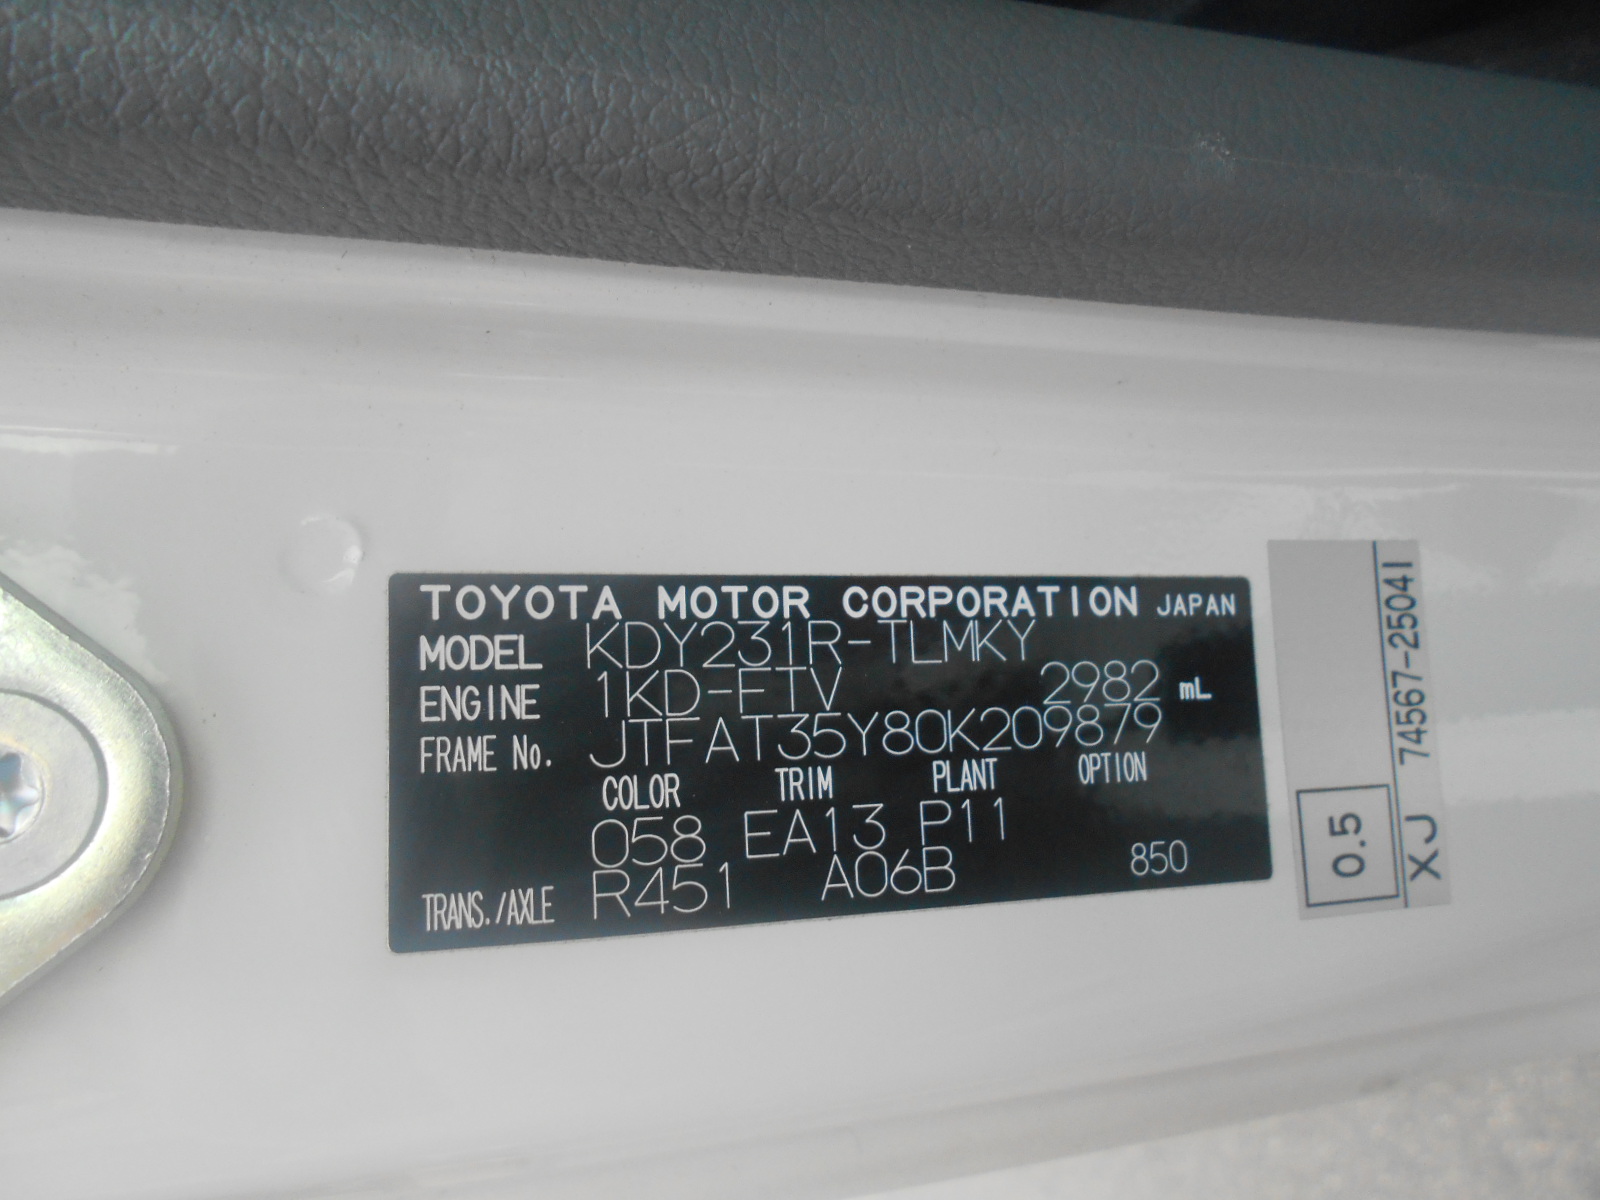 TOYOTA MOTOR CORPORATION JAPAN
MODEL KDY231R-TLMKY
ENGINE 1KD-FTV 2982 mL
FRAME No. JTFAT35Y80K209879
COLOR TRIM PLANT OPTION
058 EA13 P11
TRANS./AXLE R451 A06B 850
0.5
XJ 74567-25041